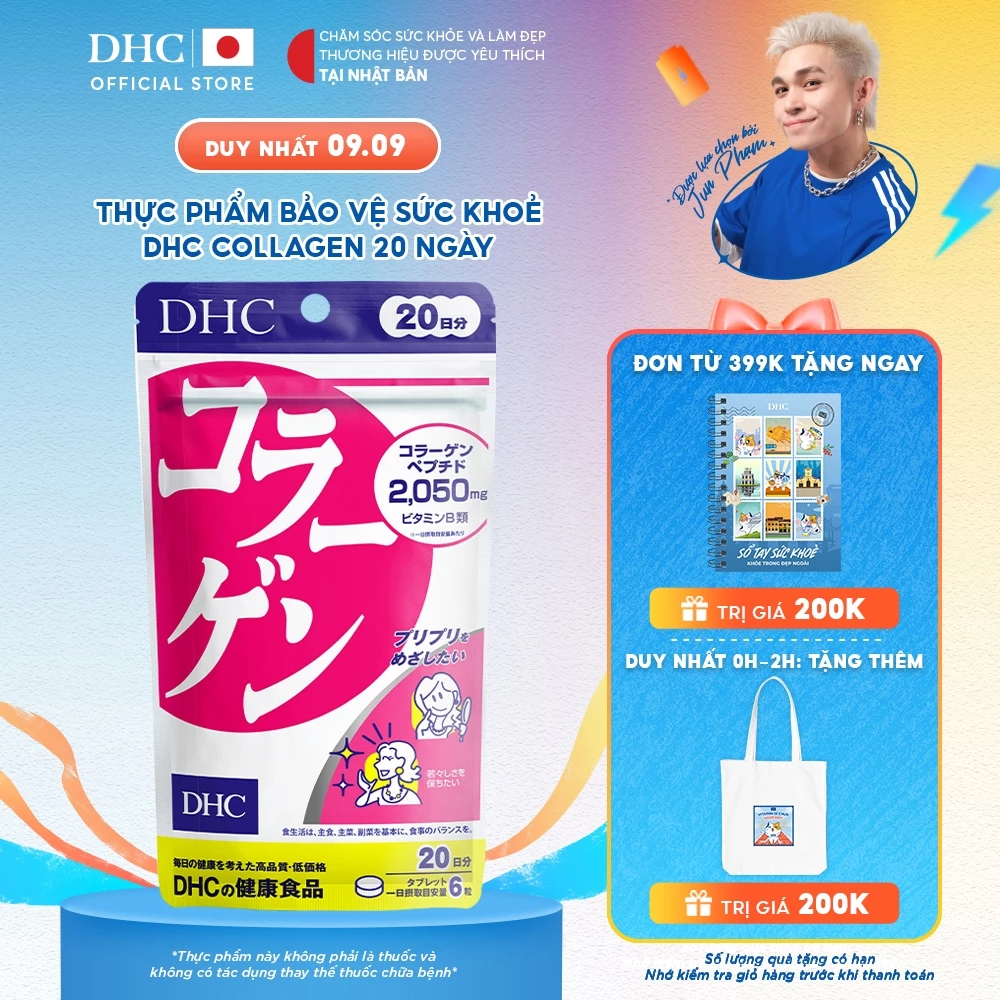 DHC
OFFICIAL STORE
CHĂM SÓC SỨC KHỎE VÀ LÀM ĐẸP
THƯƠNG HIỆU ĐƯỢC YÊU THÍCH
TẠI NHẬT BẢN
DUY NHẤT 09.09
THỰC PHẨM BẢO VỆ SỨC KHOẺ
DHC COLLAGEN 20 NGÀY
Được lựa chọn bởi
Jun Phạm
DHC
20日分
コラーゲン
コラーゲン
ペプチド
2,050mg
ビタミンB類
※一日摂取目安量あたり
プリプリを
めざしたい
若々しさを
保ちたい
DHC
食生活は、主食、主菜、副菜を基本に、食事のバランスを。
毎日の健康を考えた高品質・低価格
DHCの健康食品
20日分
タブレット
一日摂取目安量6粒
*Thực phẩm này không phải là thuốc và
không có tác dụng thay thế thuốc chữa bệnh*
ĐƠN TỪ 399K TẶNG NGAY
DHC
SỔ TAY SỨC KHOẺ
KHỎE TRONG ĐẸP NGOÀI
TRỊ GIÁ 200K
DUY NHẤT 0H-2H: TẶNG THÊM
TRỊ GIÁ 200K
Số lượng quà tặng có hạn
Nhớ kiểm tra giỏ hàng trước khi thanh toán